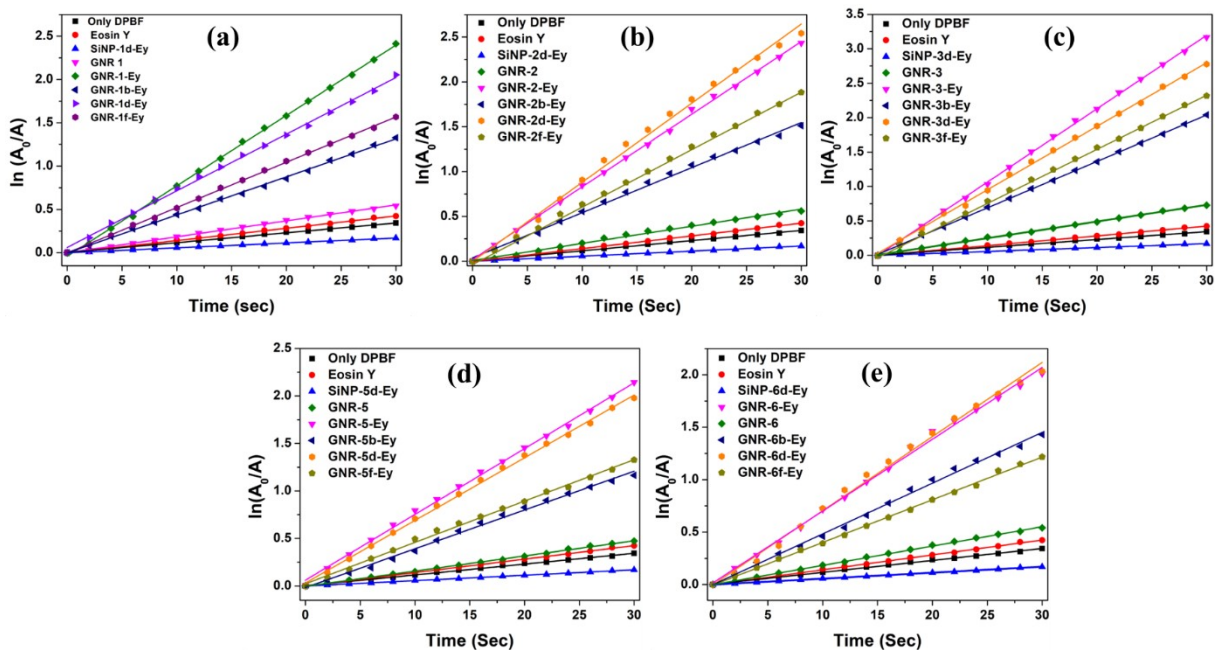 (a)
Only DPBF
Eosin Y
SiNP-1d-Ey
GNR 1
GNR-1-Ey
GNR-1b-Ey
GNR-1d-Ey
GNR-1f-Ey
ln (A0/A)
2.5
2.0
1.5
1.0
0.5
0.0
0 5 10 15 20 25 30
Time (sec)
(b)
Only DPBF
Eosin Y
SiNP-2d-Ey
GNR-2
GNR-2-Ey
GNR-2b-Ey
GNR-2d-Ey
GNR-2f-Ey
ln(A0/A)
2.5
2.0
1.5
1.0
0.5
0.0
0 5 10 15 20 25 30
Time (Sec)
(c)
Only DPBF
Eosin Y
SiNP-3d-Ey
GNR-3
GNR-3-Ey
GNR-3b-Ey
GNR-3d-Ey
GNR-3f-Ey
ln(A0/A)
3.5
3.0
2.5
2.0
1.5
1.0
0.5
0.0
0 5 10 15 20 25 30
Time (Sec)
(d)
Only DPBF
Eosin Y
SiNP-5d-Ey
GNR-5
GNR-5-Ey
GNR-5b-Ey
GNR-5d-Ey
GNR-5f-Ey
ln(A0/A)
2.5
2.0
1.5
1.0
0.5
0.0
0 5 10 15 20 25 30
Time (Sec)
(e)
Only DPBF
Eosin Y
SiNP-6d-Ey
GNR-6-Ey
GNR-6
GNR-6b-Ey
GNR-6d-Ey
GNR-6f-Ey
ln(A0/A)
2.0
1.5
1.0
0.5
0.0
0 5 10 15 20 25 30
Time (Sec)